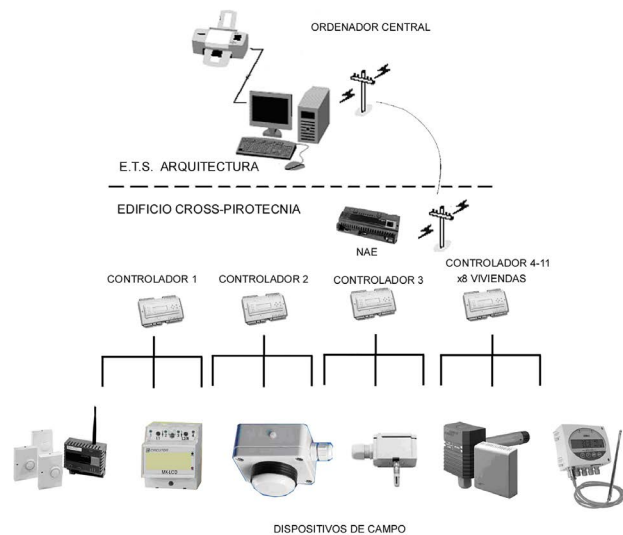 ORDENADOR CENTRAL
E.T.S. ARQUITECTURA
EDIFICIO CROSS-PIROTECNIA
NAE
CONTROLADOR 1
CONTROLADOR 2
CONTROLADOR 3
CONTROLADOR 4-11
x8 VIVIENDAS
DISPOSITIVOS DE CAMPO